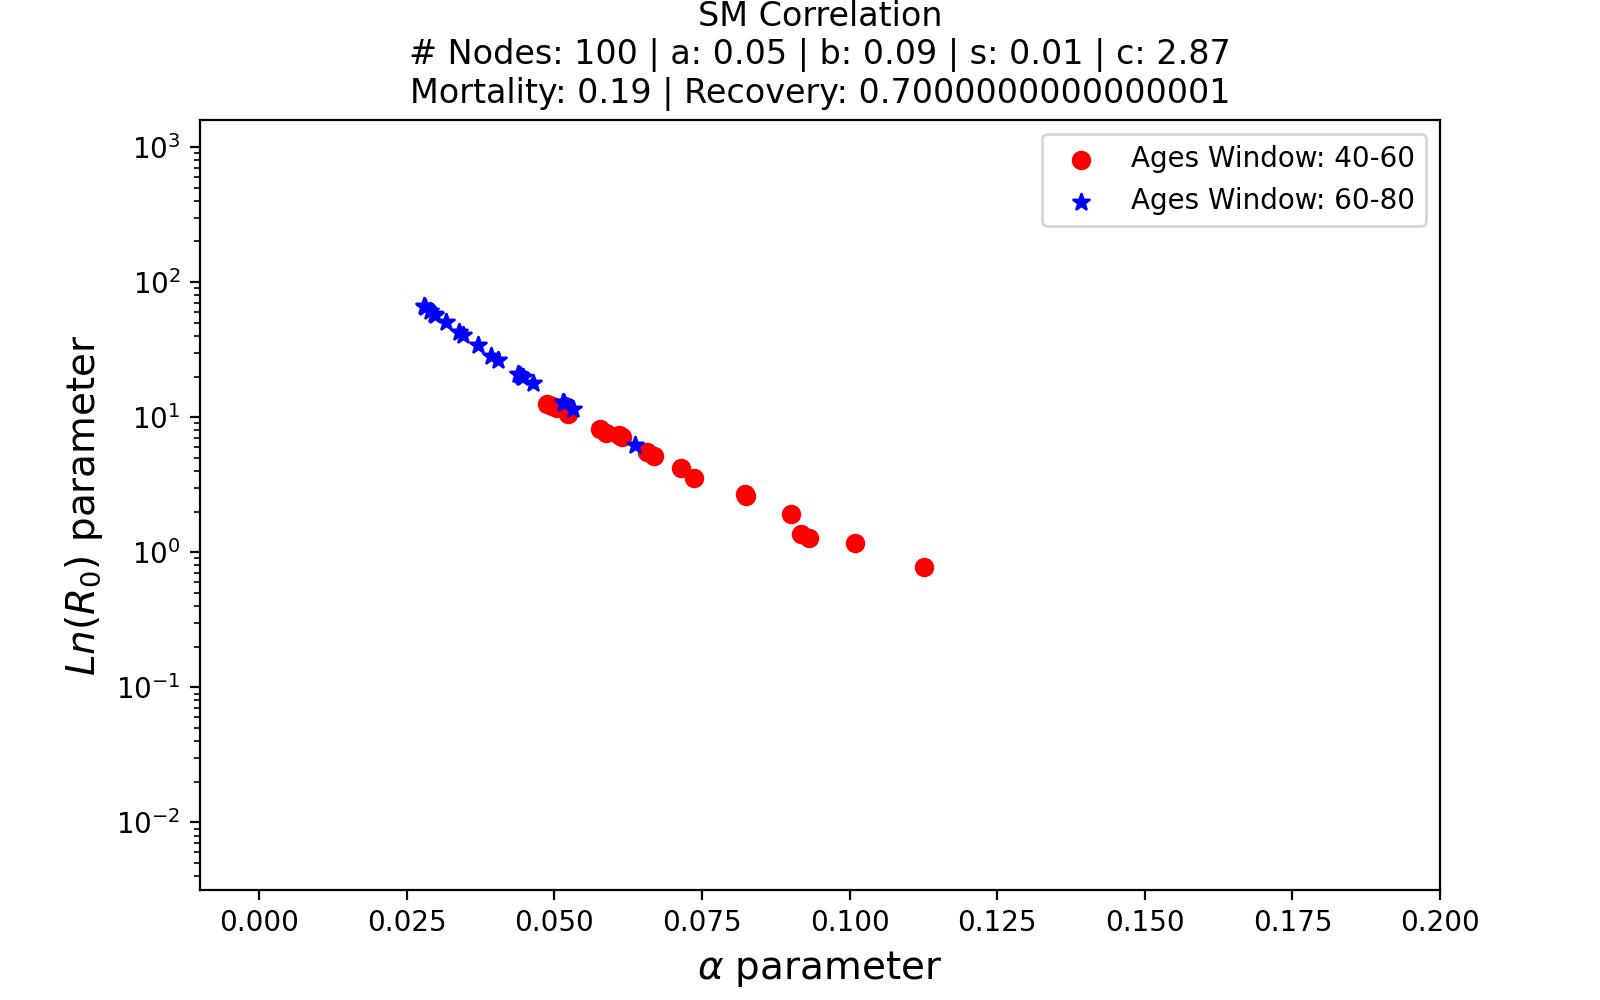 SM Correlation
# Nodes: 100 | a: 0.05 | b: 0.09 | s: 0.01 | c: 2.87
Mortality: 0.19 | Recovery: 0.7000000000000001
Ages Window: 40-60
Ages Window: 60-80
10³
10²
10¹
10⁰
10⁻¹
10⁻²
Ln(R₀) parameter
0.000 0.025 0.050 0.075 0.100 0.125 0.150 0.175 0.200
α parameter